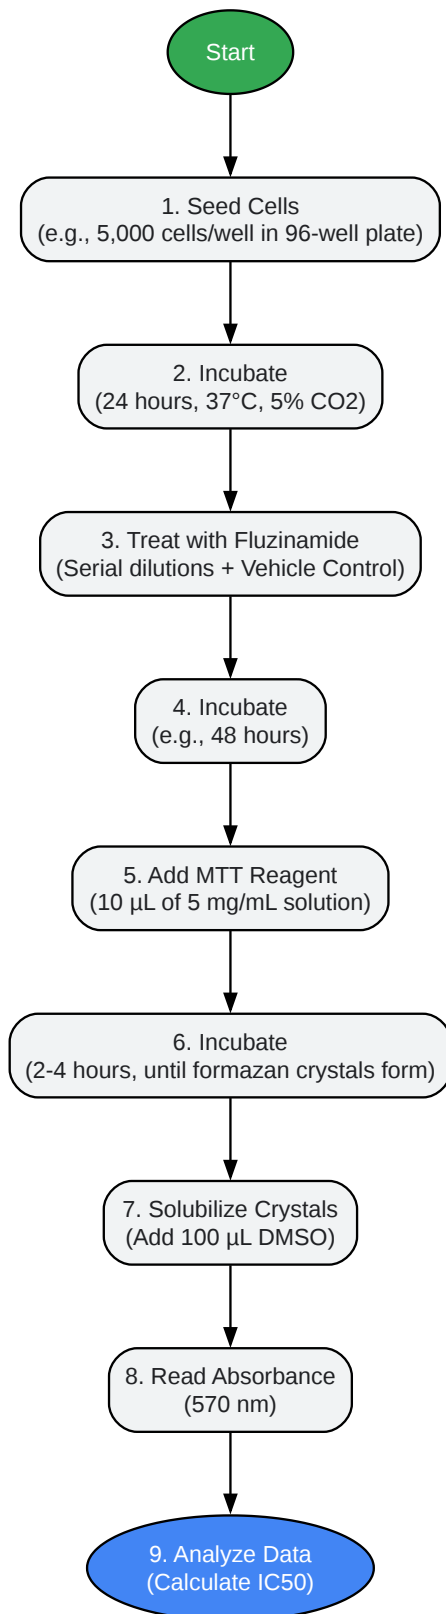 Start
1. Seed Cells
(e.g., 5,000 cells/well in 96-well plate)
2. Incubate
(24 hours, 37°C, 5% CO2)
3. Treat with Fluzinamide
(Serial dilutions + Vehicle Control)
4. Incubate
(e.g., 48 hours)
5. Add MTT Reagent
(10 µL of 5 mg/mL solution)
6. Incubate
(2-4 hours, until formazan crystals form)
7. Solubilize Crystals
(Add 100 µL DMSO)
8. Read Absorbance
(570 nm)
9. Analyze Data
(Calculate IC50)